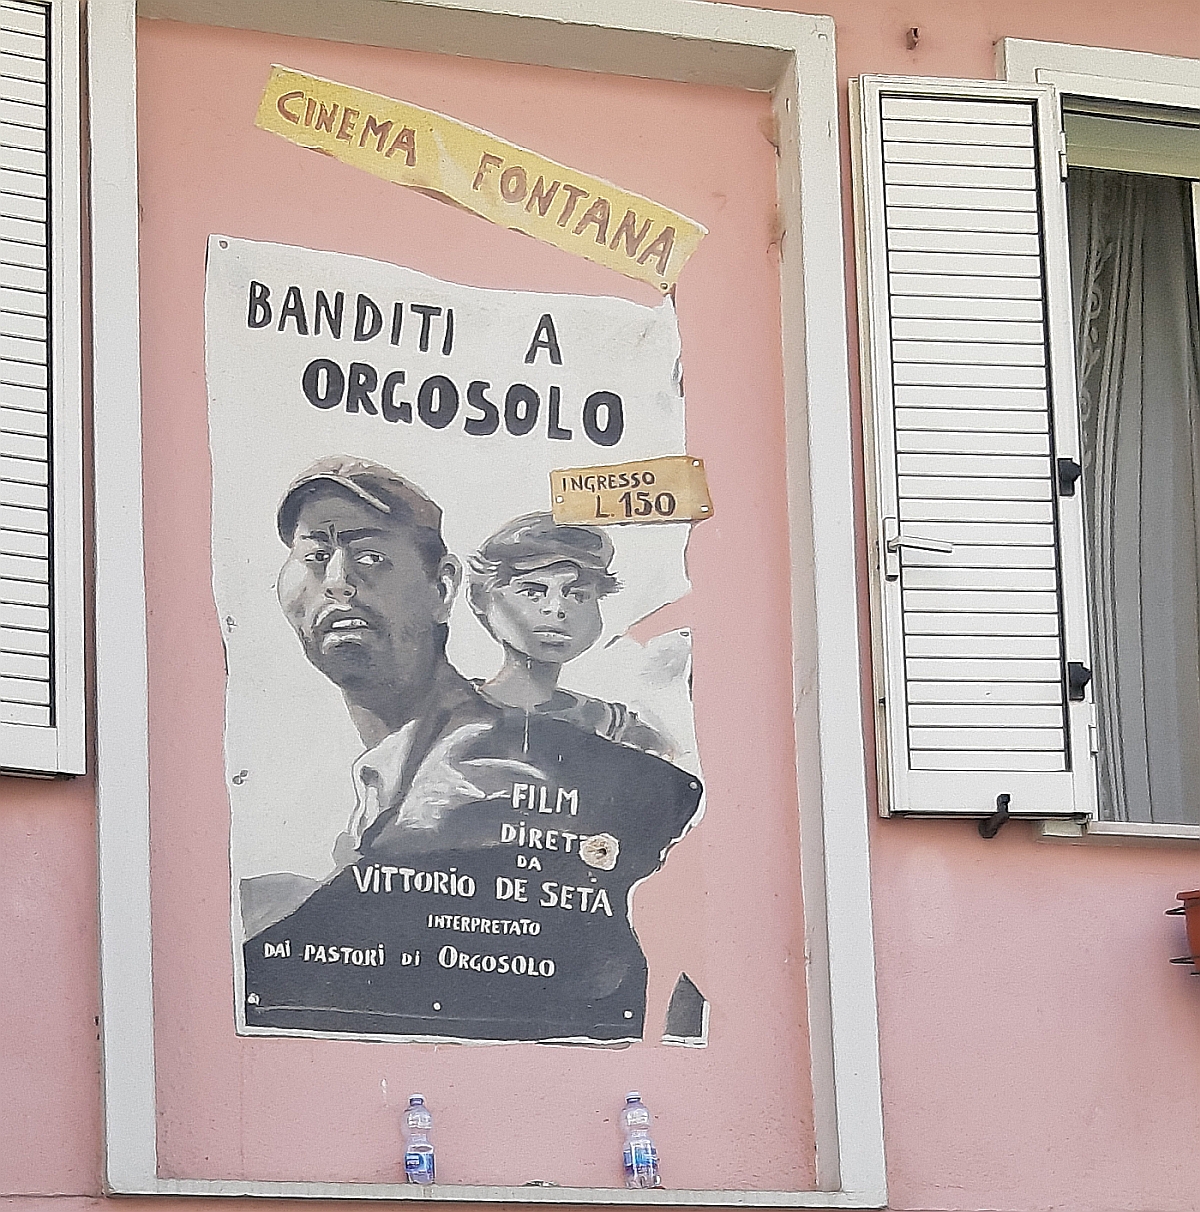 CINEMA FONTANA
BANDITI A
ORGOSOLO
INGRESSO
L. 150
FILM
DIRETT
DA
VITTORIO DE SETA
INTERPRETATO
DAI PASTORI DI ORGOSOLO